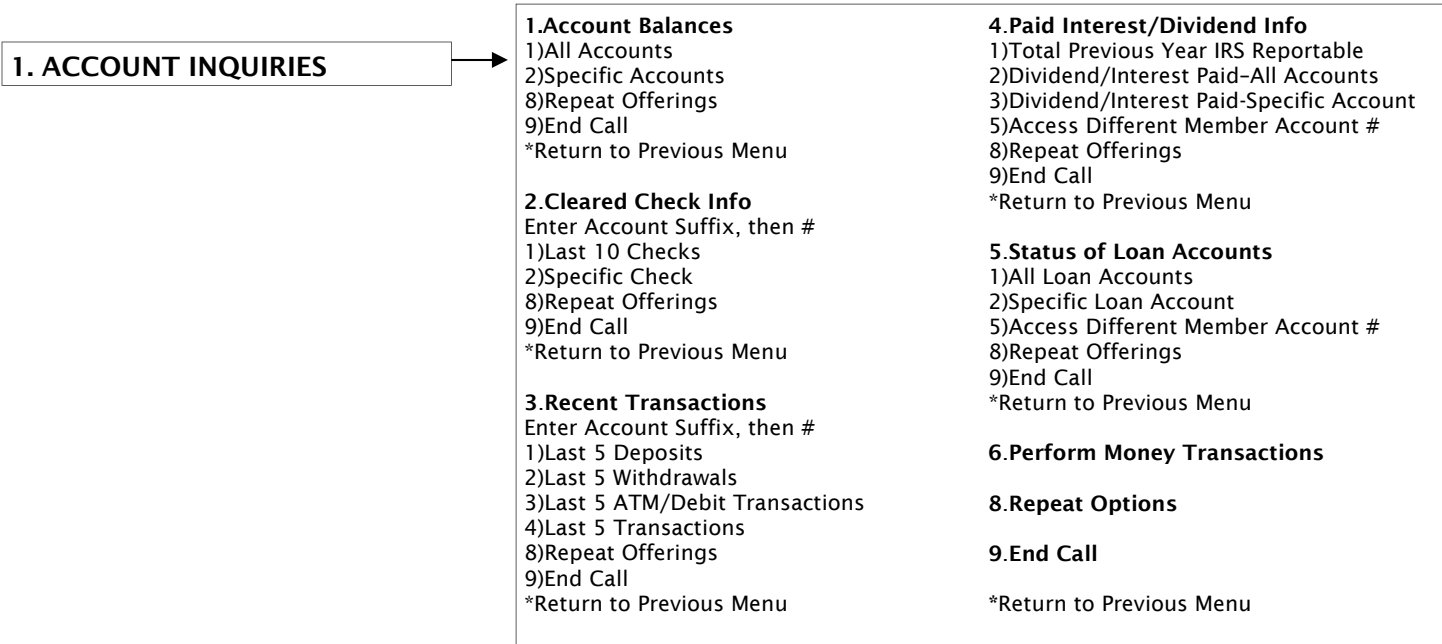 1. ACCOUNT INQUIRIES
1.Account Balances
1)All Accounts
2)Specific Accounts
8)Repeat Offerings
9)End Call
*Return to Previous Menu
2.Cleared Check Info
Enter Account Suffix, then #
1)Last 10 Checks
2)Specific Check
8)Repeat Offerings
9)End Call
*Return to Previous Menu
3.Recent Transactions
Enter Account Suffix, then #
1)Last 5 Deposits
2)Last 5 Withdrawals
3)Last 5 ATM/Debit Transactions
4)Last 5 Transactions
8)Repeat Offerings
9)End Call
*Return to Previous Menu
4.Paid Interest/Dividend Info
1)Total Previous Year IRS Reportable
2)Dividend/Interest Paid–All Accounts
3)Dividend/Interest Paid-Specific Account
5)Access Different Member Account #
8)Repeat Offerings
9)End Call
*Return to Previous Menu
5.Status of Loan Accounts
1)All Loan Accounts
2)Specific Loan Account
5)Access Different Member Account #
8)Repeat Offerings
9)End Call
*Return to Previous Menu
6.Perform Money Transactions
8.Repeat Options
9.End Call
*Return to Previous Menu